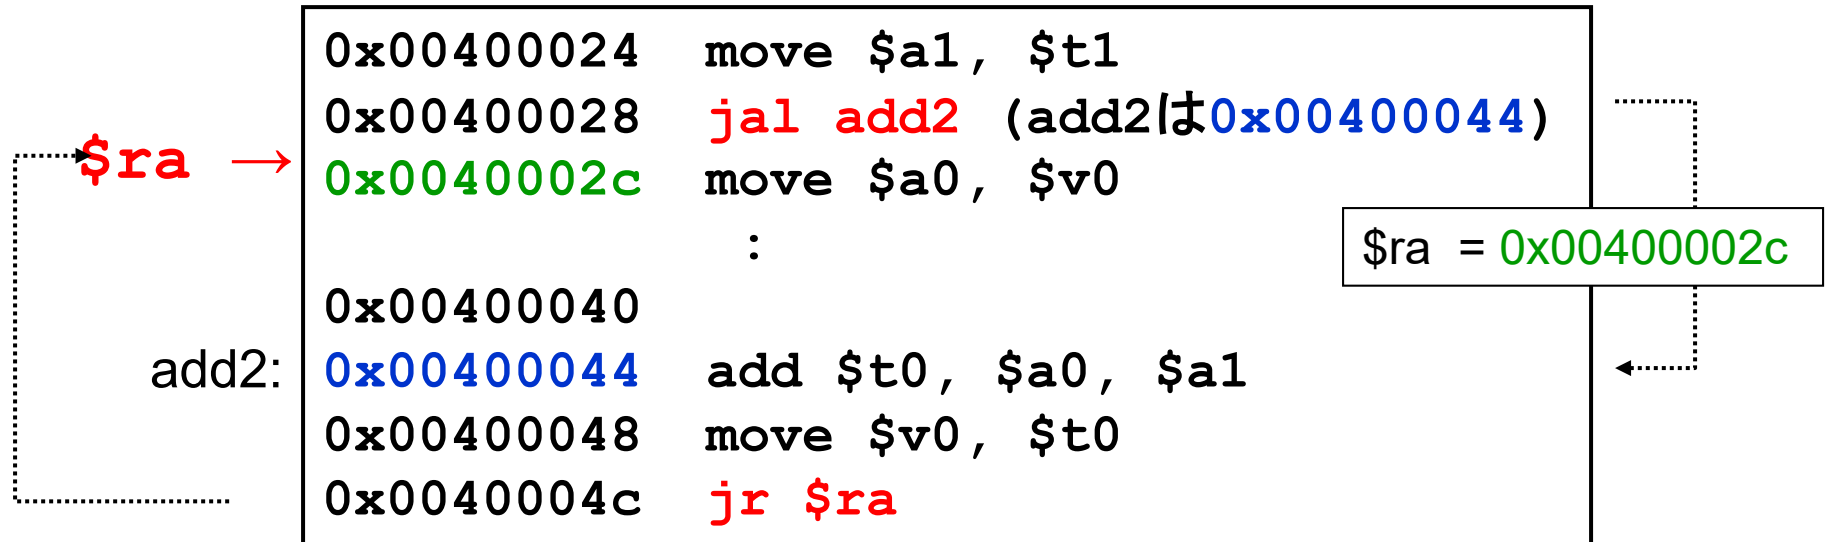 0x00400024 move $a1, $t1
0x00400028 jal add2 (add2は0x00400044)
$ra → 0x0040002c move $a0, $v0
:
$ra = 0x00400002c
0x00400040
add2: 0x00400044 add $t0, $a0, $a1
0x00400048 move $v0, $t0
0x0040004c jr $ra